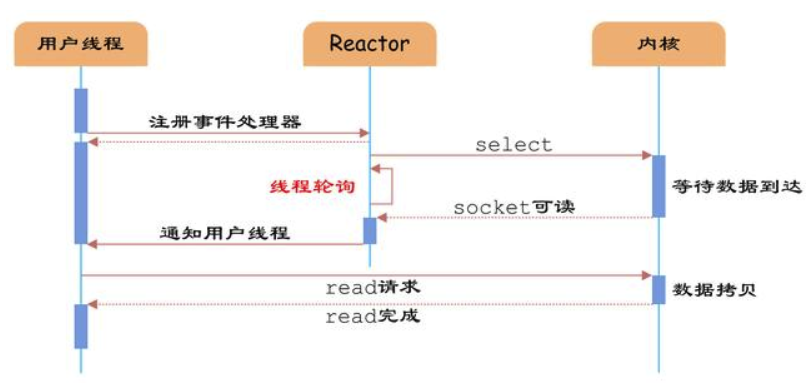 用户线程
Reactor
内核
注册事件处理器
select
线程轮询
等待数据到达
socket可读
通知用户线程
read请求
数据拷贝
read完成